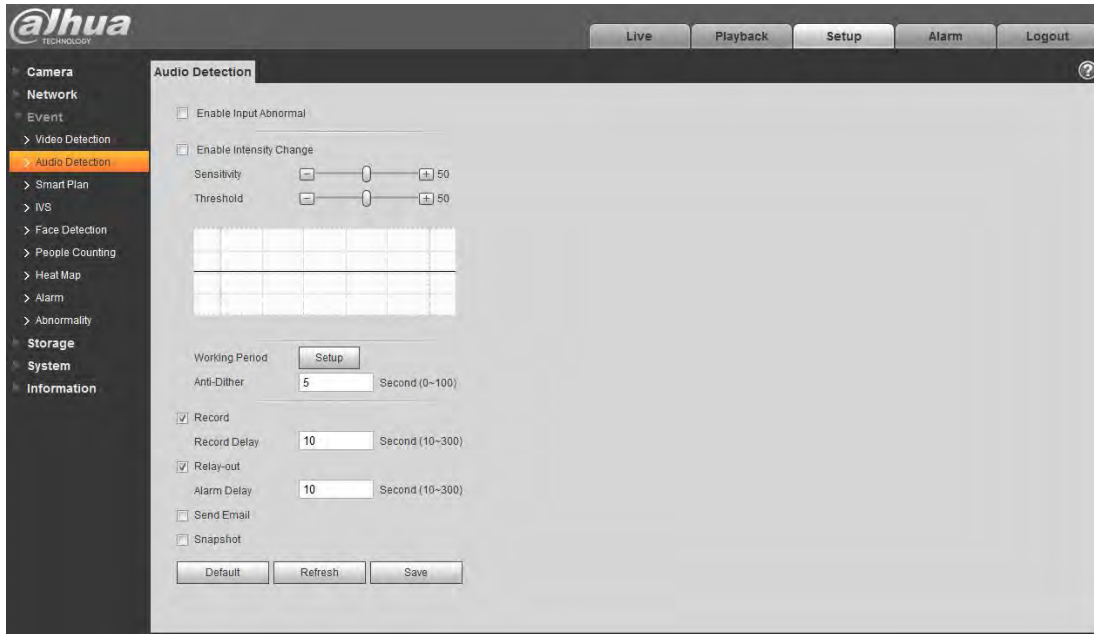 alhua
TECHNOLOGY
Live Playback Setup Alarm Logout
Camera
Network
Event
> Video Detection
> Audio Detection
> Smart Plan
> IVS
> Face Detection
> People Counting
> Heat Map
> Alarm
> Abnormality
Storage
System
Information
Audio Detection
?
Enable Input Abnormal
Enable Intensity Change
Sensitivity - + 50
Threshold - + 50
Working Period Setup
Anti-Dither 5 Second (0~100)
Record
Record Delay 10 Second (10~300)
Relay-out
Alarm Delay 10 Second (10~300)
Send Email
Snapshot
Default Refresh Save